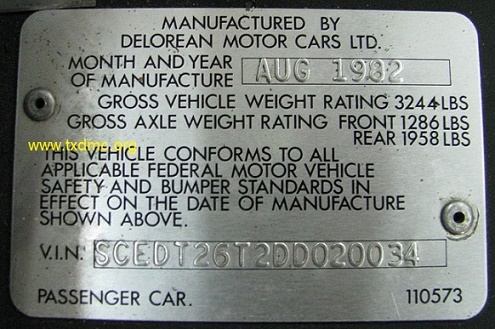 MANUFACTURED BY
DELOREAN MOTOR CARS LTD.
MONTH AND YEAR
OF MANUFACTURE AUG 1982
GROSS VEHICLE WEIGHT RATING 3244 LBS
GROSS AXLE WEIGHT RATING FRONT 1286 LBS
REAR 1958 LBS
www.txdmc.org
THIS VEHICLE CONFORMS TO ALL
APPLICABLE FEDERAL MOTOR VEHICLE
SAFETY AND BUMPER STANDARDS IN
EFFECT ON THE DATE OF MANUFACTURE
SHOWN ABOVE.
V.I.N. SCEDT26T2DD020034
PASSENGER CAR. 110573